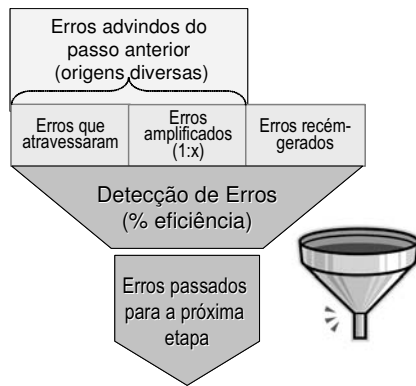 Erros advindos do
passo anterior
(origens diversas)
Erros que
atravessaram
Erros
amplificados
(1:x)
Erros recém-
gerados
Detecção de Erros
(% eficiência)
Erros passados
para a próxima
etapa